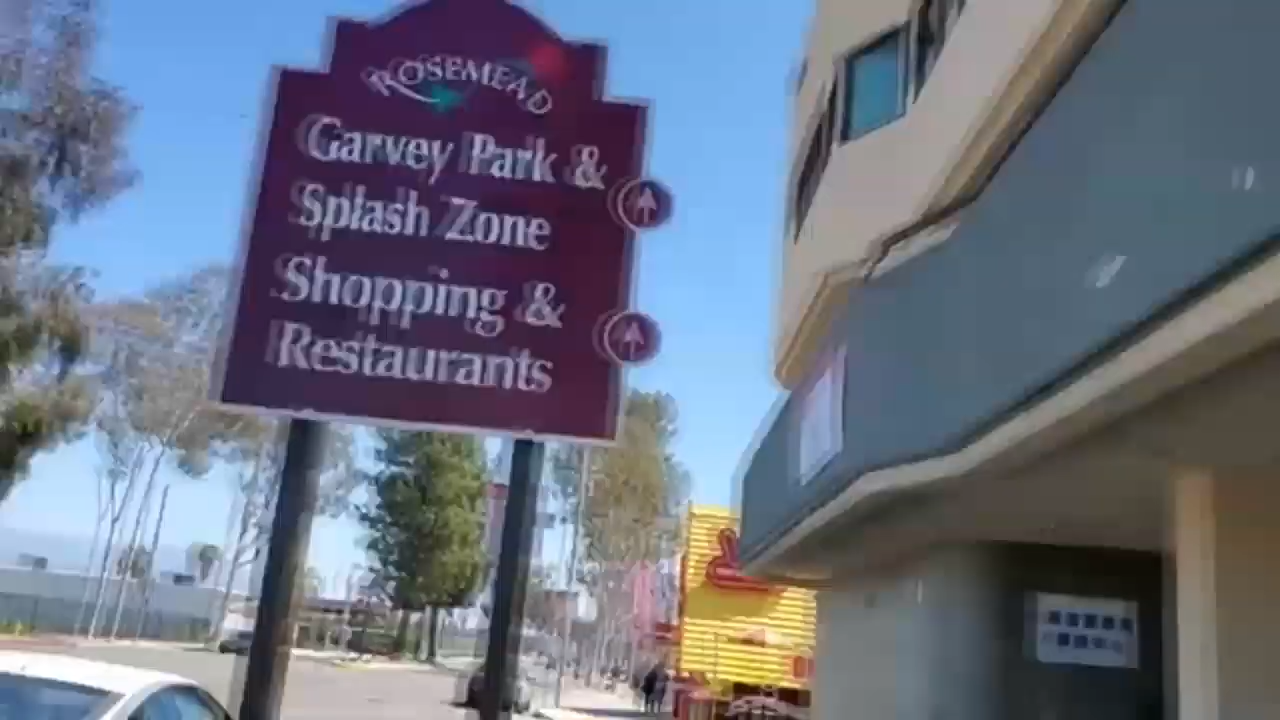 ROSEMEAD
Garvey Park &
Splash Zone
Shopping &
Restaurants